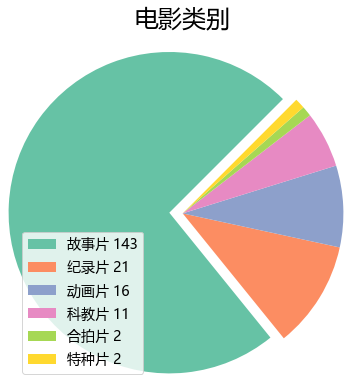 电影类别
故事片 143
纪录片 21
动画片 16
科教片 11
合拍片 2
特种片 2